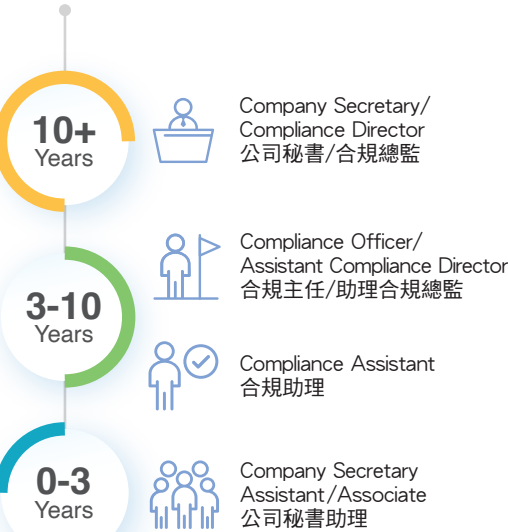 10+
Years
Company Secretary/
Compliance Director
公司秘書/合規總監
3-10
Years
Compliance Officer/
Assistant Compliance Director
合規主任/助理合規總監
Compliance Assistant
合規助理
0-3
Years
Company Secretary
Assistant/Associate
公司秘書助理